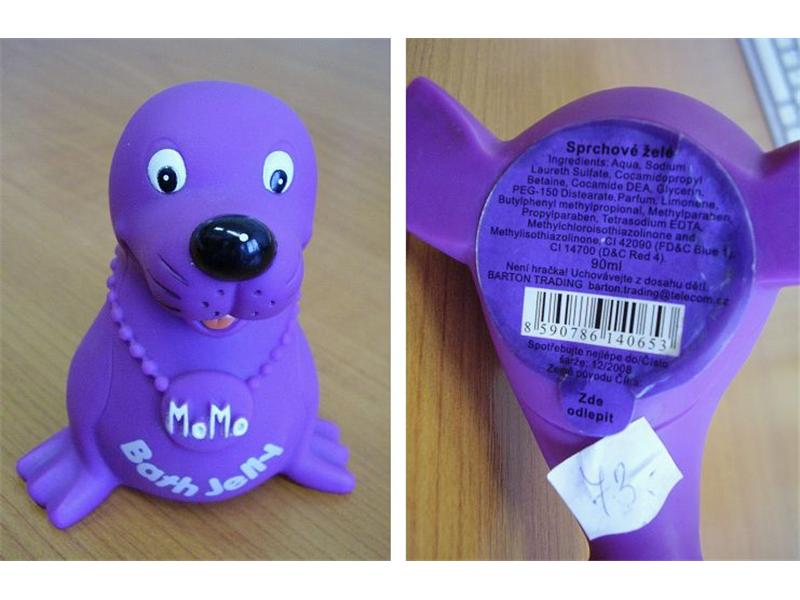 MoMo
Bath Jelly
Sprchové želé
Ingredients: Aqua, Sodium
Laureth Sulfate, Cocamidopropyl
Betaine, Cocamide DEA, Glycerin,
PEG-150 Distearate, Parfum, Limonene,
Butylphenyl methylpropional, Methylparaben,
Propylparaben, Tetrasodium EDTA,
Methychloroisothiazolinone and
Methylisothiazolinone, CI 42090 (FD&C Blue 1),
CI 14700 (D&C Red 4).
90ml
Není hračka! Uchovávejte z dosahu dětí.
BARTON TRADING barton.trading@telecom.cz
8 590786 140653
Spotřebujte nejlépe do/Číslo
šarže: 12/2008
Země původu Čína
Zde
odlepit
73.-